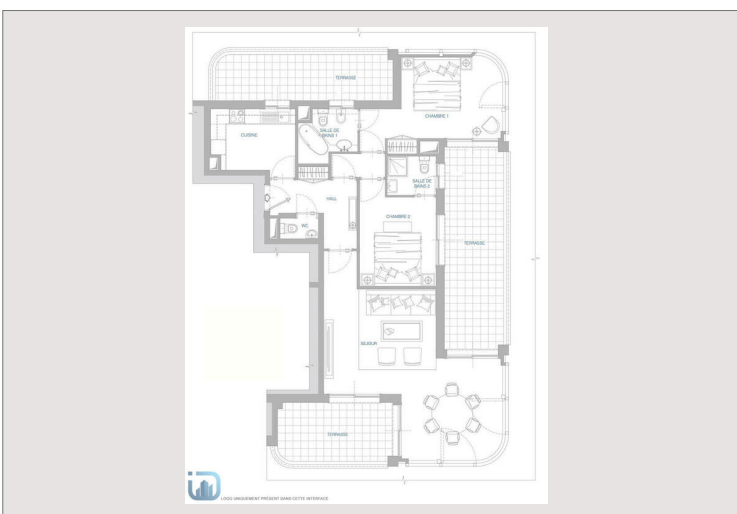 TERRASSE
CHAMBRE 1
CUISINE
SALLE DE
BAINS 1
SALLE DE
BAINS 2
HALL
CHAMBRE 2
WC
TERRASSE
SEJOUR
TERRASSE
LOGO UNIQUEMENT PRÉSENT DANS CETTE INTERFACE